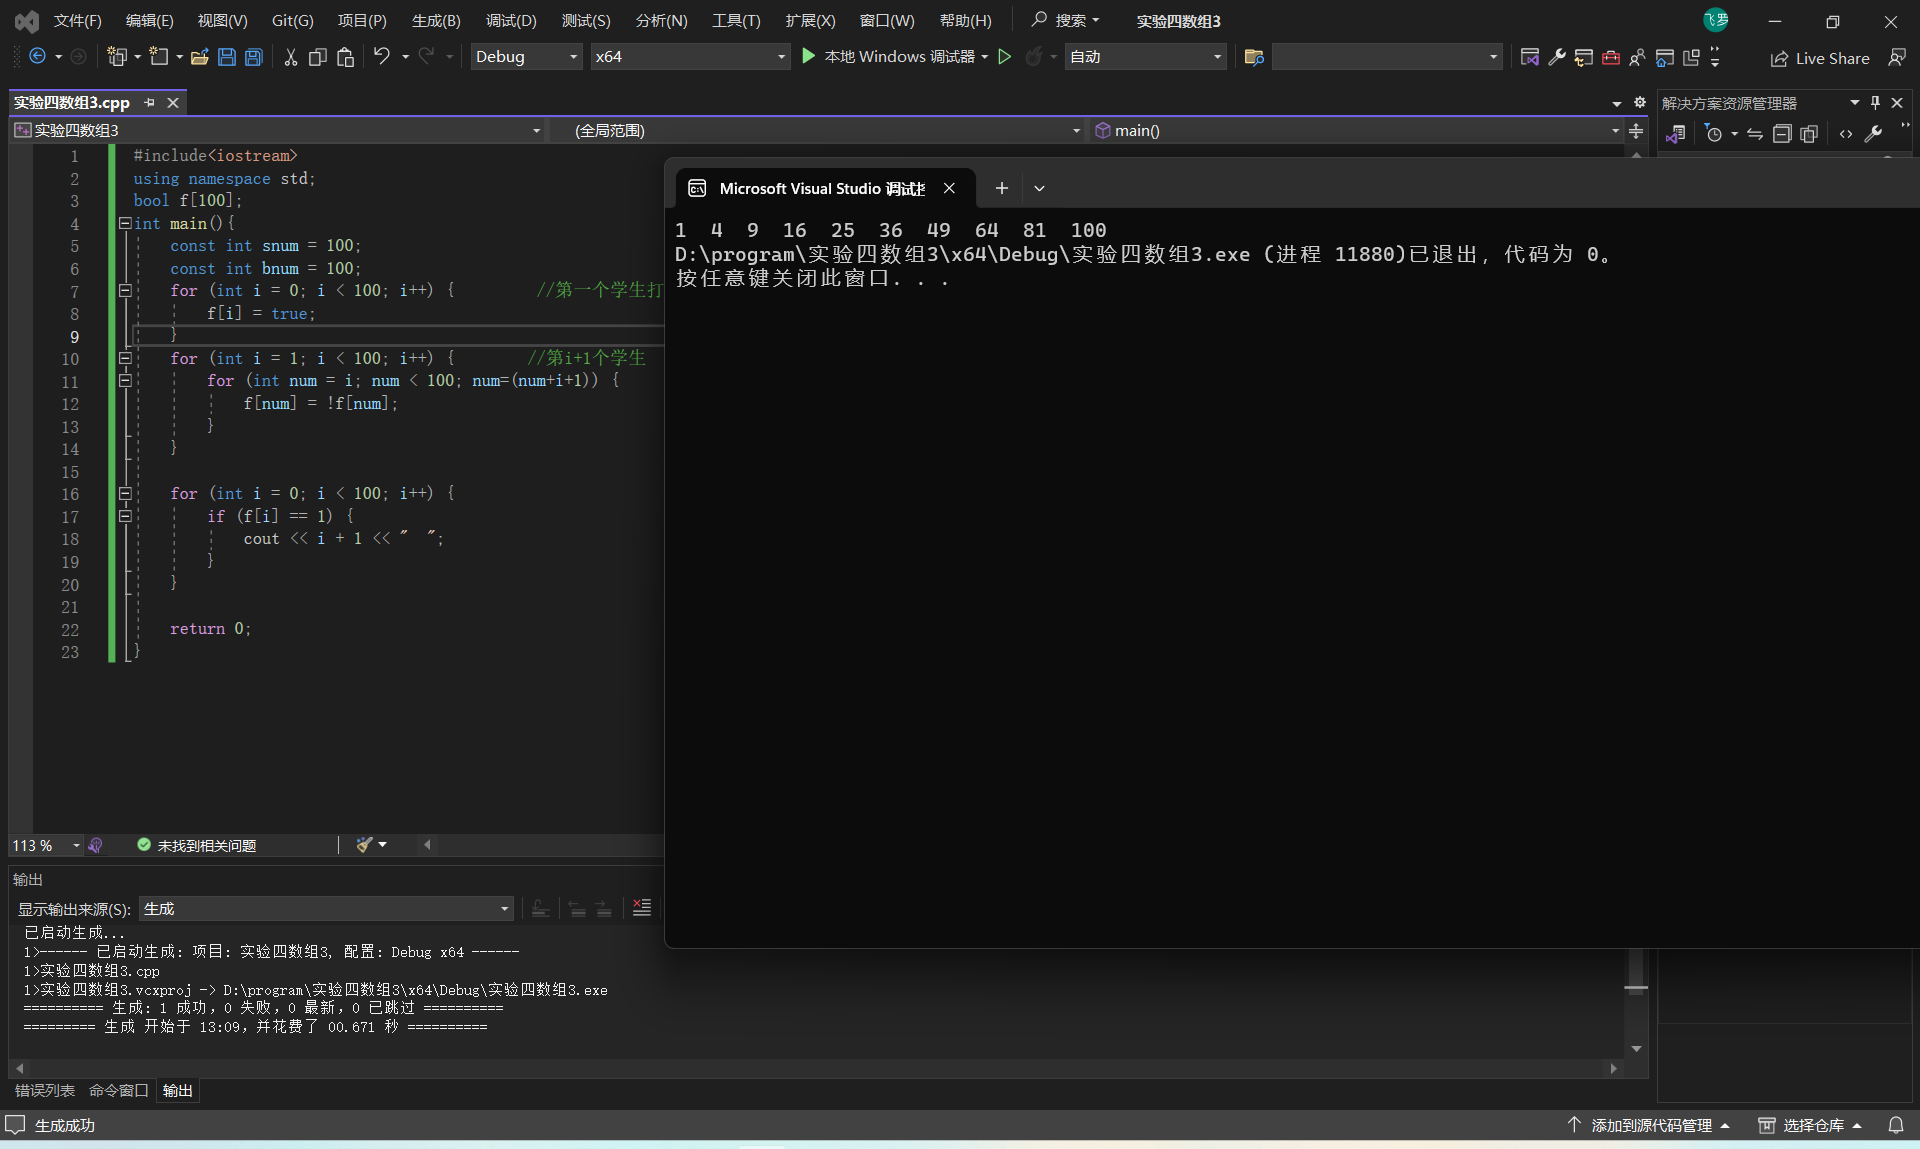 文件(F) 编辑(E) 视图(V) Git(G) 项目(P) 生成(B) 调试(D) 测试(S) 分析(N) 工具(T) 扩展(X) 窗口(W) 帮助(H) 搜索 实验四数组3 飞罗
Debug x64 本地 Windows 调试器 自动 Live Share
实验四数组3.cpp
解决方案资源管理器
实验四数组3 (全局范围) main()
1 #include<iostream>
2 using namespace std;
3 bool f[100];
4 int main(){
5 const int snum = 100;
6 const int bnum = 100;
7 for (int i = 0; i < 100; i++) { //第一个学生打
8 f[i] = true;
9 }
10 for (int i = 1; i < 100; i++) { //第i+1个学生
11 for (int num = i; num < 100; num=(num+i+1)) {
12 f[num] = !f[num];
13 }
14 }
15
16 for (int i = 0; i < 100; i++) {
17 if (f[i] == 1) {
18 cout << i + 1 << "  ";
19 }
20 }
21
22 return 0;
23 }
Microsoft Visual Studio 调试
1  4  9  16  25  36  49  64  81  100
D:\program\实验四数组3\x64\Debug\实验四数组3.exe (进程 11880)已退出，代码为 0。
按任意键关闭此窗口. . .
113 % 未找到相关问题
输出
显示输出来源(S): 生成
已启动生成...
1>------ 已启动生成: 项目: 实验四数组3, 配置: Debug x64 ------
1>实验四数组3.cpp
1>实验四数组3.vcxproj -> D:\program\实验四数组3\x64\Debug\实验四数组3.exe
========== 生成: 1 成功，0 失败，0 最新，0 已跳过 ==========
========= 生成 开始于 13:09，并花费了 00.671 秒 ==========
错误列表 命令窗口 输出
生成成功 添加到源代码管理 选择仓库